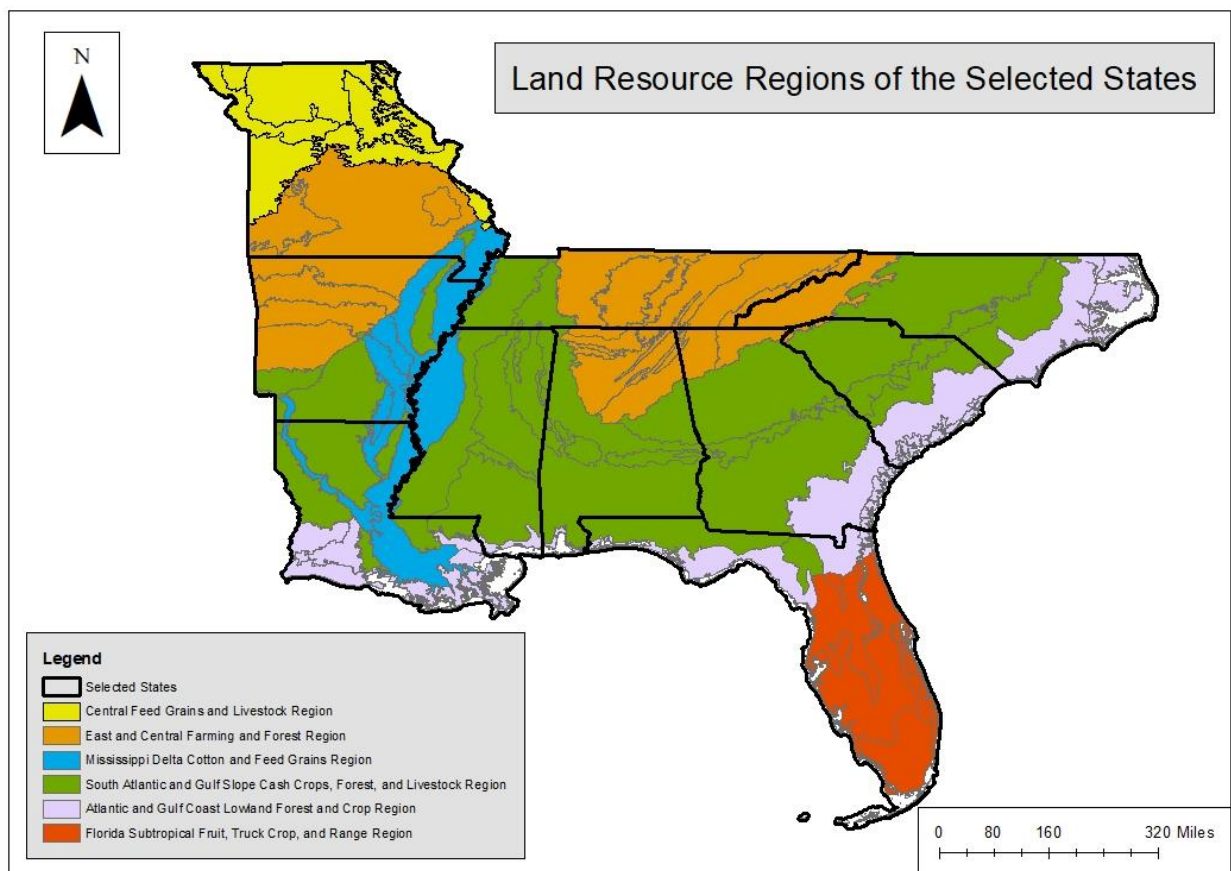 N
Land Resource Regions of the Selected States
Legend
Selected States
Central Feed Grains and Livestock Region
East and Central Farming and Forest Region
Mississippi Delta Cotton and Feed Grains Region
South Atlantic and Gulf Slope Cash Crops, Forest, and Livestock Region
Atlantic and Gulf Coast Lowland Forest and Crop Region
Florida Subtropical Fruit, Truck Crop, and Range Region
0 80 160 320 Miles